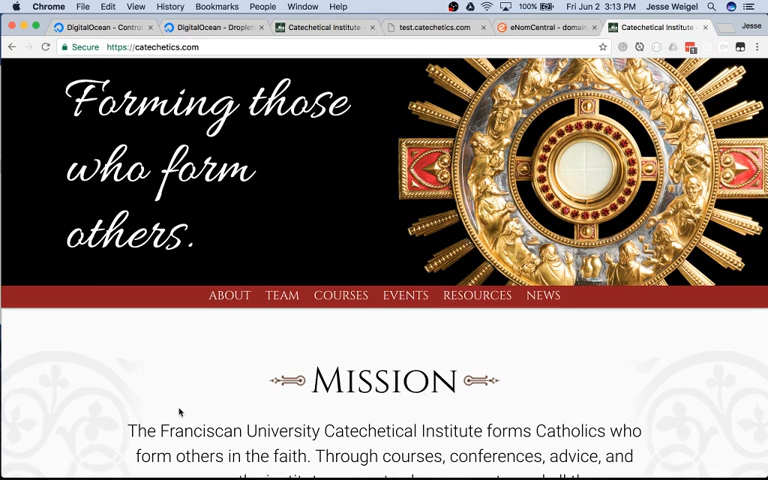 Chrome File Edit View History Bookmarks People Window Help 100% Fri Jun 2 3:13 PM Jesse Weigel
DigitalOcean - Control
DigitalOcean - Droplet
Catechetical Institute -
test.catechetics.com
eNomCentral - domain
Catechetical Institute -
Jesse
Secure https://catechetics.com
Forming those
who form
others.
ABOUT TEAM COURSES EVENTS RESOURCES NEWS
Mission
The Franciscan University Catechetical Institute forms Catholics who
form others in the faith. Through courses, conferences, advice, and